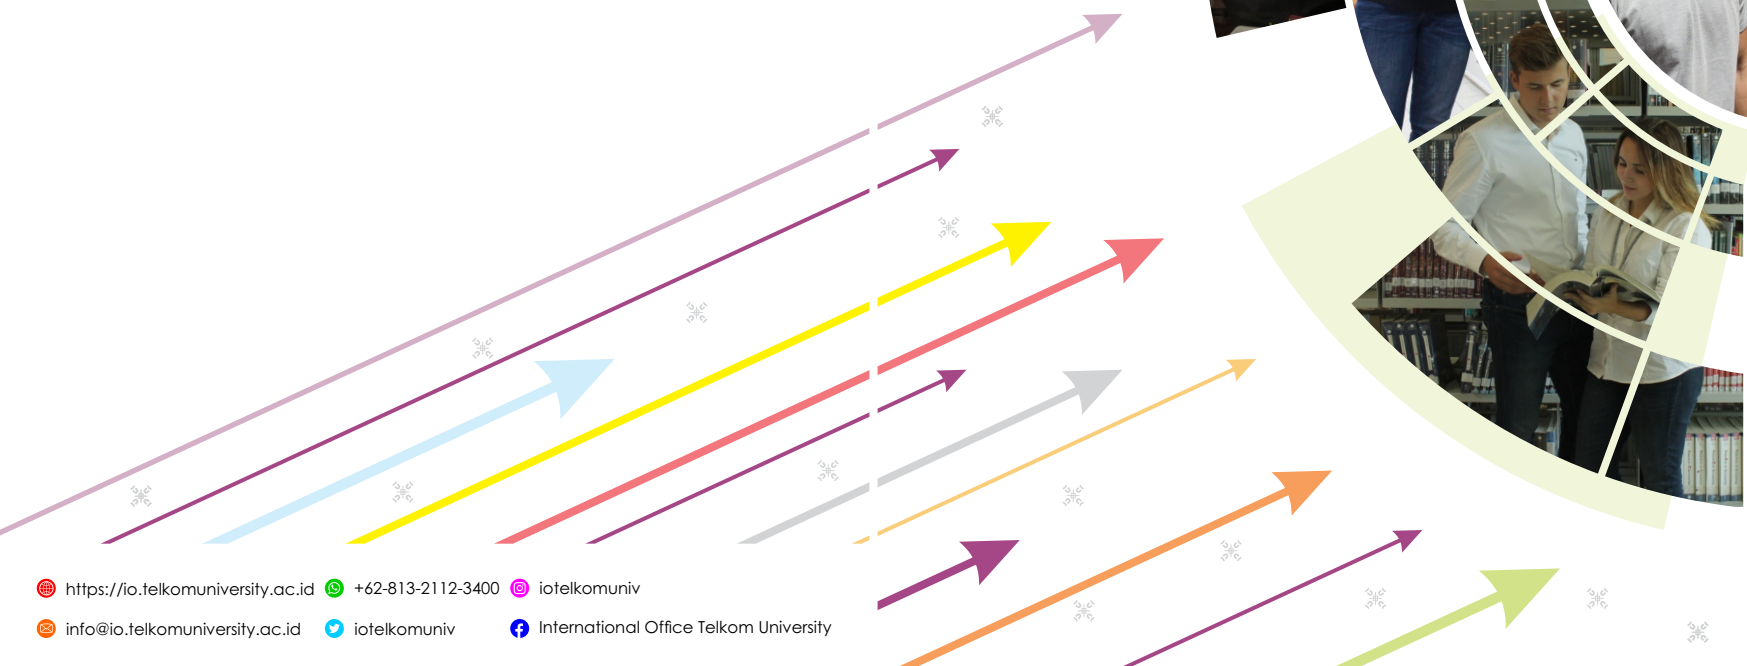 https://io.telkomuniversity.ac.id +62-813-2112-3400 iotelkomuniv
info@io.telkomuniversity.ac.id iotelkomuniv International Office Telkom University